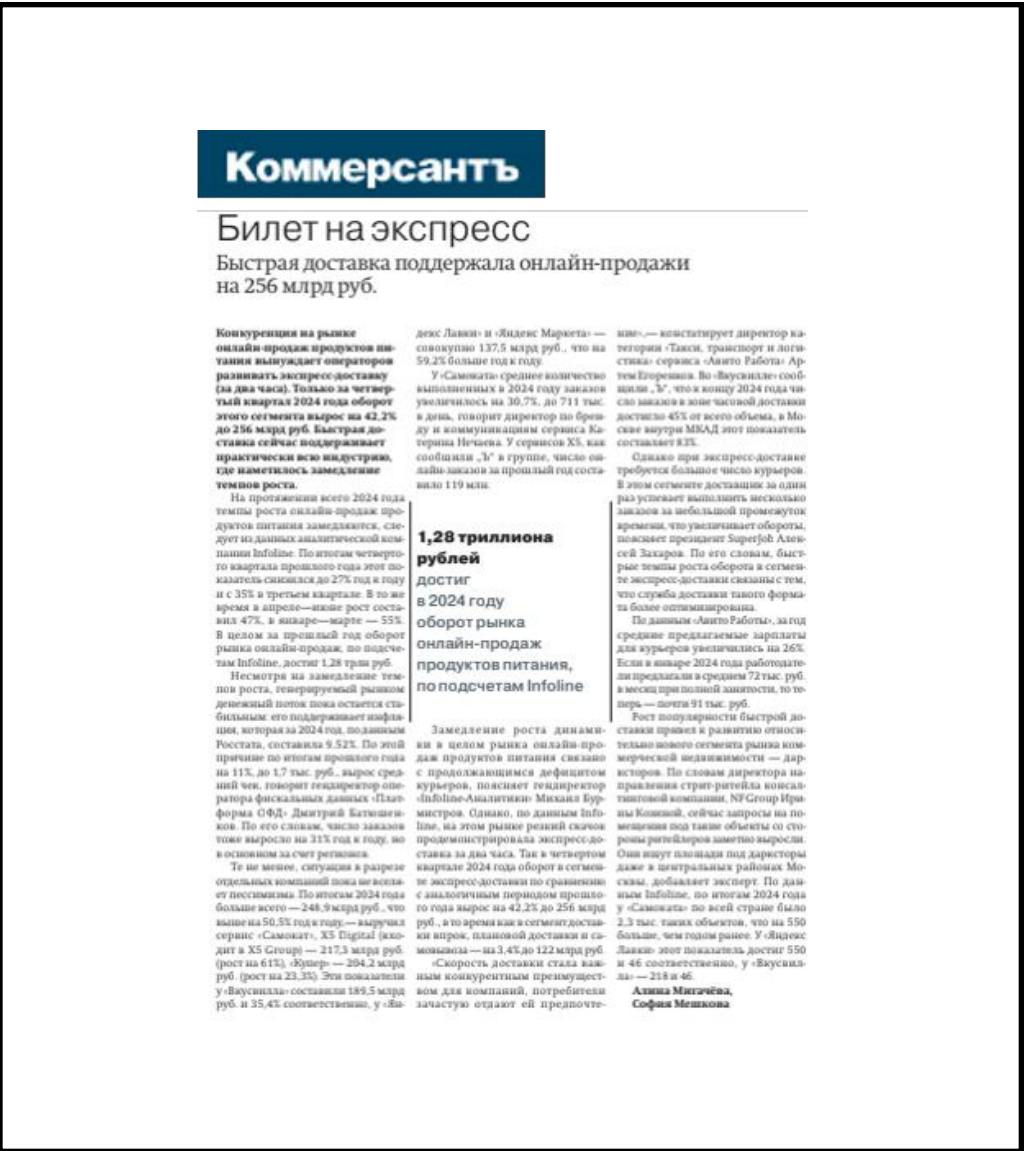 Коммерсантъ
Билет на экспресс
Быстрая доставка поддержала онлайн-продажи
на 256 млрд руб.
Конкуренция на рынке
онлайн-продаж продуктов пи-
тания вынуждает операторов
развивать экспресс-доставку
(за два часа). Только за четвер-
тый квартал 2024 года оборот
этого сегмента вырос на 42,2%
до 256 млрд руб. Быстрая до-
ставка сейчас поддерживает
практически всю индустрию,
где наметилось замедление
темпов роста.
На протяжении всего 2024 года
темпы роста онлайн-продаж про-
дуктов питания замедляются, сле-
дует из данных аналитической ком-
пании Infoline. По итогам четверто-
го квартала прошлого года этот по-
казатель снизился до 27% год к году
и с 35% в третьем квартале. В то же
время в апреле—июне рост соста-
вил 47%, в январе—марте — 55%.
В целом за прошлый год оборот
рынка онлайн-продаж, по подсче-
там Infoline, достиг 1,28 трлн руб.
Несмотря на замедление тем-
пов роста, генерируемый рынком
денежный поток пока остается ста-
бильным: его поддерживает инфля-
ция, которая за 2024 год, по данным
Росстата, составила 9,52%. По этой
причине по итогам прошлого года
на 11%, до 1,7 тыс. руб., вырос сред-
ний чек, говорит гендиректор опе-
ратора фискальных данных «Плат-
форма ОФД» Дмитрий Батюшен-
ков. По его словам, число заказов
тоже выросло на 31% год к году, но
в основном за счет регионов.
Те не менее, ситуация в разрезе
отдельных компаний пока не вселя-
ет пессимизма. По итогам 2024 года
больше всего — 248,9 млрд руб., что
выше на 50,5% год к году,— выручил
сервис «Самокат», X5 Digital (вхо-
дит в X5 Group) — 217,3 млрд руб.
(рост на 61%), «Купер» — 204,2 млрд
руб. (рост на 23,3%). Эти показатели
у «Вкусвилла» составили 189,5 млрд
руб. и 35,4% соответственно, у «Ян-
декс Лавки» и «Яндекс Маркета» —
совокупно 137,5 млрд руб., что на
59,2% больше год к году.
У «Самоката» среднее количество
выполненных в 2024 году заказов
увеличилось на 30,7%, до 711 тыс.
в день, говорит директор по брен-
ду и коммуникациям сервиса Ка-
терина Нечаева. У сервисов X5, как
сообщили „Ъ“ в группе, число он-
лайн-заказов за прошлый год соста-
вило 119 млн.
1,28 триллиона
рублей
достиг
в 2024 году
оборот рынка
онлайн-продаж
продуктов питания,
по подсчетам Infoline
Замедление роста динами-
ки в целом рынка онлайн-про-
даж продуктов питания связано
с продолжающимся дефицитом
курьеров, поясняет гендиректор
«Infoline-Аналитики» Михаил Бур-
мистров. Однако, по данным Info-
line, на этом рынке резкий скачок
продемонстрировала экспресс-до-
ставка за два часа. Так в четвертом
квартале 2024 года оборот в сегмен-
те экспресс-доставки по сравнению
с аналогичным периодом прошло-
го года вырос на 42,2% до 256 млрд
руб., в то время как в сегмент достав-
ки впрок, плановой доставки и са-
мовывоза — на 3,4% до 122 млрд руб.
«Скорость доставки стала важ-
ным конкурентным преимущест-
вом для компаний, потребители
зачастую отдают ей предпочте-
ние»,— констатирует директор ка-
тегории «Такси, транспорт и логи-
стика» сервиса «Авито Работа» Ар-
тем Егоренков. Во «Вкусвилле» сооб-
щили „Ъ“, что к концу 2024 года чи-
сло заказов в зоне часовой доставки
достигло 45% от всего объема, в Мо-
скве внутри МКАД этот показатель
составляет 83%.
Однако при экспресс-доставке
требуется большое число курьеров.
В этом сегменте доставщик за один
раз успевает выполнить несколько
заказов за небольшой промежуток
времени, что увеличивает обороты,
поясняет президент SuperJob Алек-
сей Захаров. По его словам, быст-
рые темпы роста оборота в сегмен-
те экспресс-доставки связаны с тем,
что служба доставки такого форма-
та более оптимизирована.
По данным «Авито Работы», за год
средние предлагаемые зарплаты
для курьеров увеличились на 26%.
Если в январе 2024 года работодате-
ли предлагали в среднем 72 тыс. руб.
в месяц при полной занятости, то те-
перь — почти 91 тыс. руб.
Рост популярности быстрой до-
ставки привел к развитию относи-
тельно нового сегмента рынка ком-
мерческой недвижимости — дар-
ксторов. По словам директора на-
правления стрит-ритейла консал-
тинговой компании, NF Group Ири-
ны Козиной, сейчас запросы на по-
мещения под такие объекты со сто-
роны ритейлеров заметно выросли.
Они ищут площади под дарксторы
даже в центральных районах Мо-
сквы, добавляет эксперт. По дан-
ным Infoline, по итогам 2024 года
у «Самоката» по всей стране было
2,3 тыс. таких объектов, что на 550
больше, чем годом ранее. У «Яндекс
Лавки» этот показатель достиг 550
и 46 соответственно, у «Вкусвил-
ла» — 218 и 46.
Алина Мигачёва,
София Мешкова